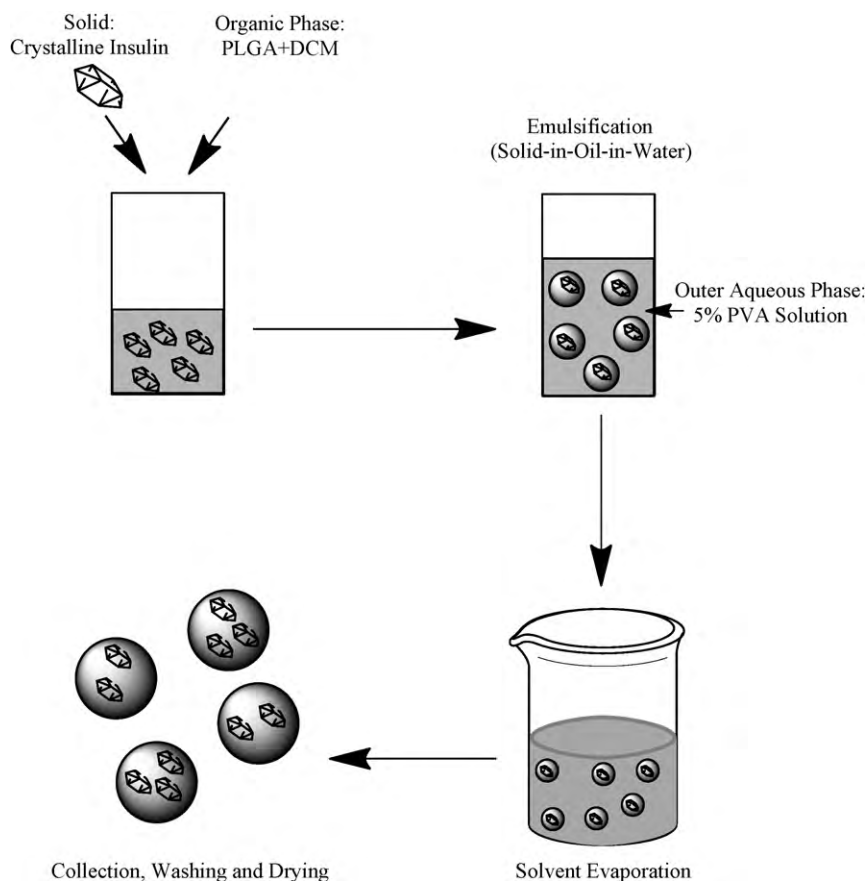 Solid:
Crystalline Insulin
Organic Phase:
PLGA+DCM
Emulsification
(Solid-in-Oil-in-Water)
Outer Aqueous Phase:
5% PVA Solution
Collection, Washing and Drying
Solvent Evaporation